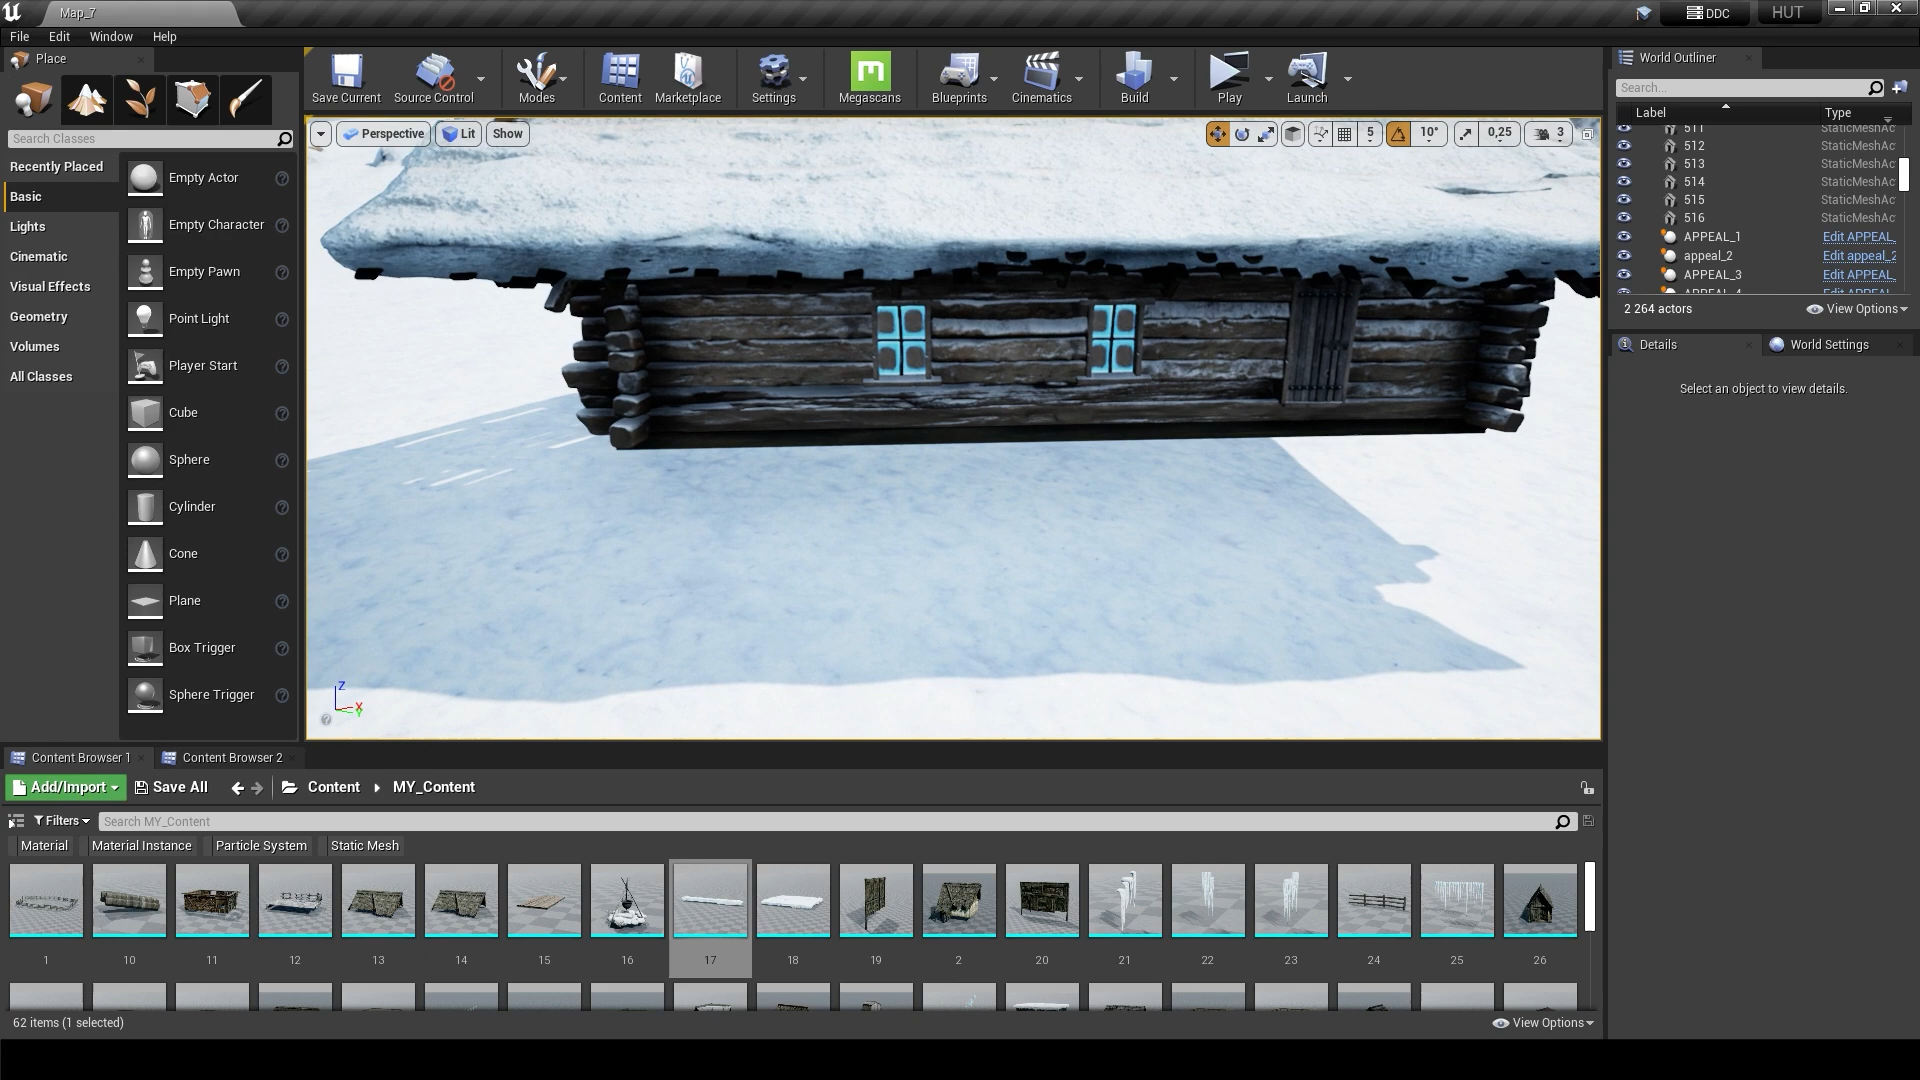 Map_7
DDC
HUT
File Edit Window Help
Place
Search Classes
Recently Placed
Basic
Lights
Cinematic
Visual Effects
Geometry
Volumes
All Classes
Empty Actor
Empty Character
Empty Pawn
Point Light
Player Start
Cube
Sphere
Cylinder
Cone
Plane
Box Trigger
Sphere Trigger
Save Current
Source Control
Modes
Content
Marketplace
Settings
Megascans
Blueprints
Cinematics
Build
Play
Launch
Perspective Lit Show
5 10° 0,25 3
Z
X
Y
World Outliner
Search...
Label Type
511 StaticMeshAc
512 StaticMeshAc
513 StaticMeshAc
514 StaticMeshAc
515 StaticMeshAc
516 StaticMeshAc
APPEAL_1 Edit APPEAL_
appeal_2 Edit appeal_2
APPEAL_3 Edit APPEAL_
2 264 actors View Options
Details World Settings
Select an object to view details.
Content Browser 1 Content Browser 2
Add/Import Save All Content MY_Content
Filters Search MY_Content
Material Material Instance Particle System Static Mesh
1 10 11 12 13 14 15 16 17 18 19 2 20 21 22 23 24 25 26
62 items (1 selected) View Options